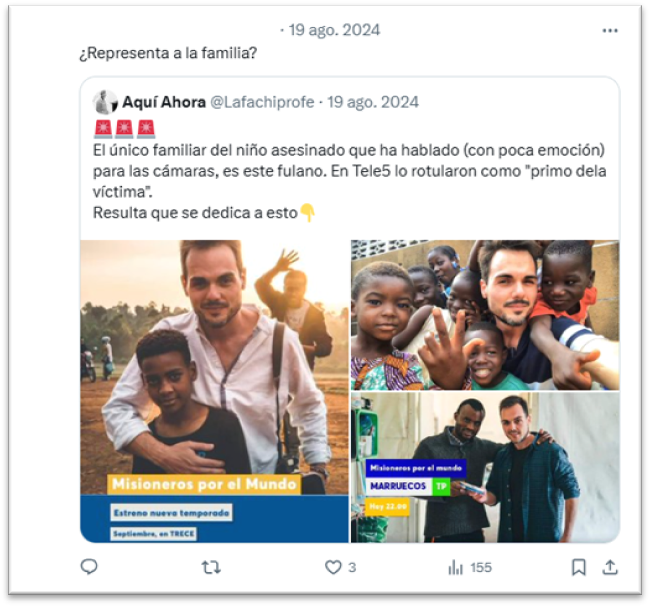 · 19 ago. 2024
¿Representa a la familia?
Aquí Ahora @Lafachiprofe · 19 ago. 2024
El único familiar del niño asesinado que ha hablado (con poca emoción)
para las cámaras, es este fulano. En Tele5 lo rotularon como "primo dela
víctima".
Resulta que se dedica a esto
Misioneros por el Mundo
Estreno nueva temporada
Septiembre, en TRECE
Misioneros por el mundo
MARRUECOS TP
Hoy 22.00
3
155